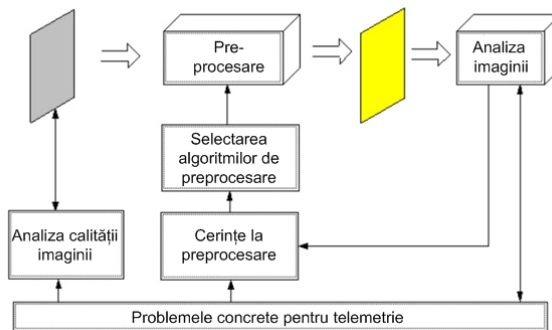 Pre-
procesare
Analiza
imaginii
Selectarea
algoritmilor de
preprocesare
Analiza calității
imaginii
Cerințe la
preprocesare
Problemele concrete pentru telemetrie